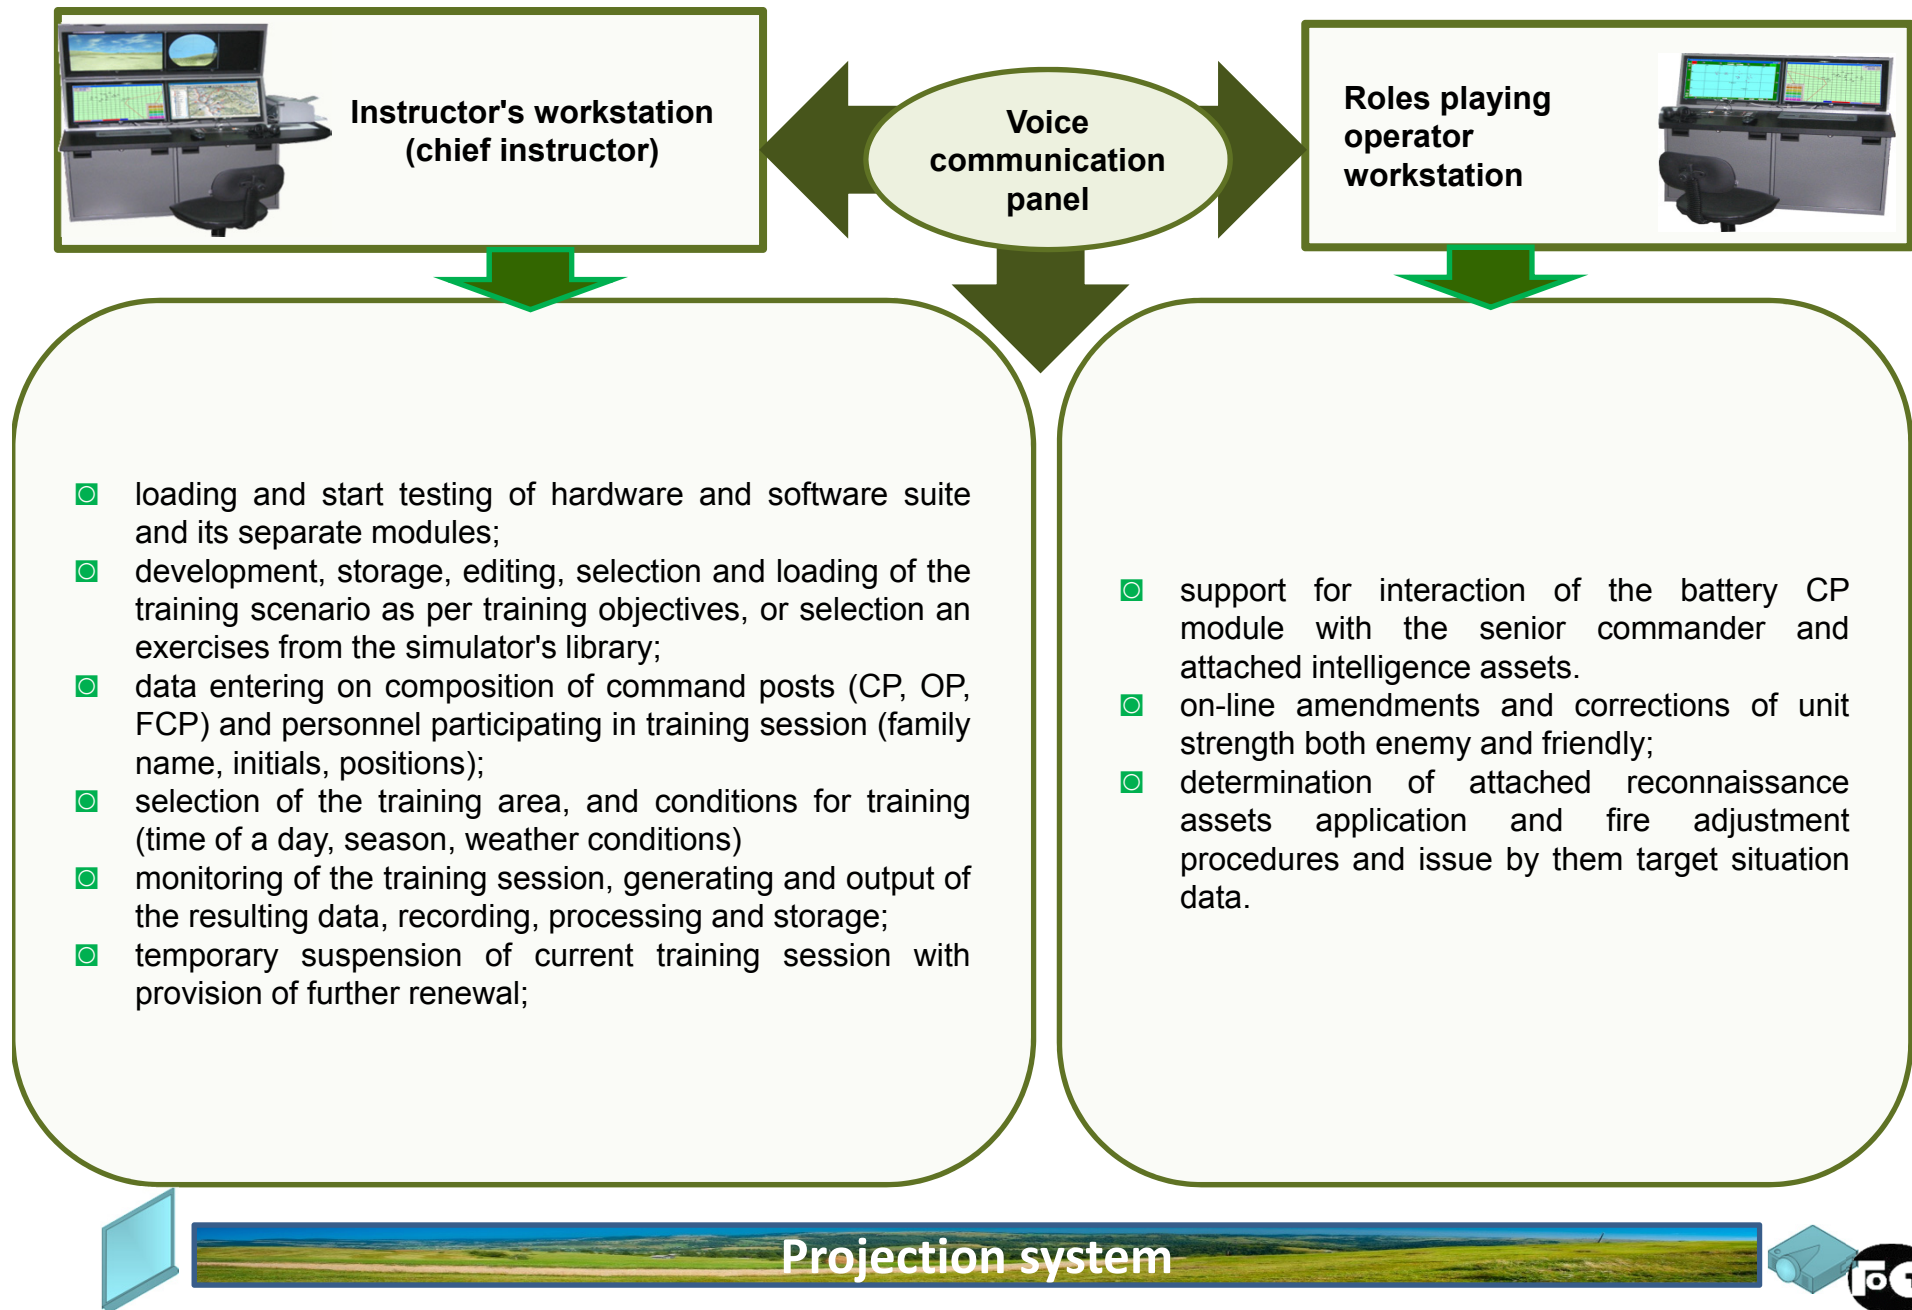 Instructor's workstation
(chief instructor)
Voice
communication
panel
Roles playing
operator
workstation
loading and start testing of hardware and software suite
and its separate modules;
development, storage, editing, selection and loading of the
training scenario as per training objectives, or selection an
exercises from the simulator's library;
data entering on composition of command posts (CP, OP,
FCP) and personnel participating in training session (family
name, initials, positions);
selection of the training area, and conditions for training
(time of a day, season, weather conditions)
monitoring of the training session, generating and output of
the resulting data, recording, processing and storage;
temporary suspension of current training session with
provision of further renewal;
support for interaction of the battery CP
module with the senior commander and
attached intelligence assets.
on-line amendments and corrections of unit
strength both enemy and friendly;
determination of attached reconnaissance
assets application and fire adjustment
procedures and issue by them target situation
data.
Projection system